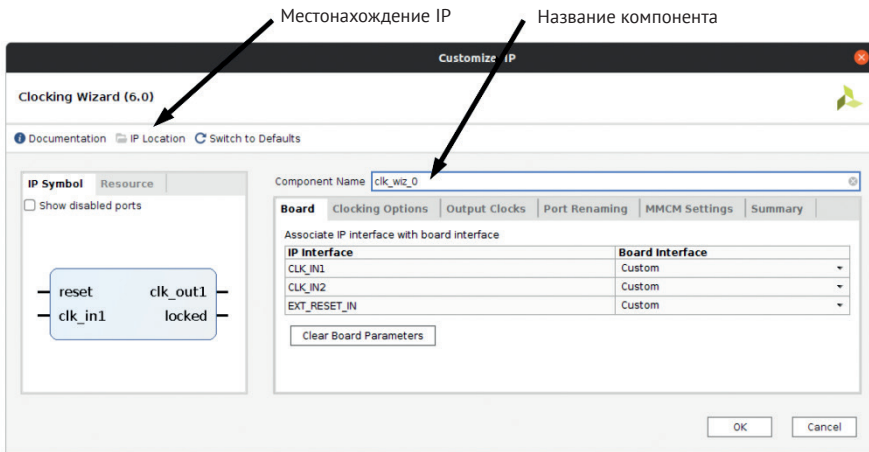 Местонахождение IP
Название компонента
Customize IP
Clocking Wizard (6.0)
Documentation IP Location Switch to Defaults
IP Symbol Resource
Show disabled ports
reset clk_out1
clk_in1 locked
Component Name clk_wiz_0
Board Clocking Options Output Clocks Port Renaming MMCM Settings Summary
Associate IP interface with board interface
IP Interface Board Interface
CLK_IN1 Custom
CLK_IN2 Custom
EXT_RESET_IN Custom
Clear Board Parameters
OK Cancel